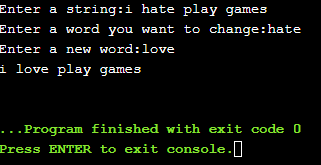 Enter a string:i hate play games
Enter a word you want to change:hate
Enter a new word:love
i love play games
...Program finished with exit code 0
Press ENTER to exit console.